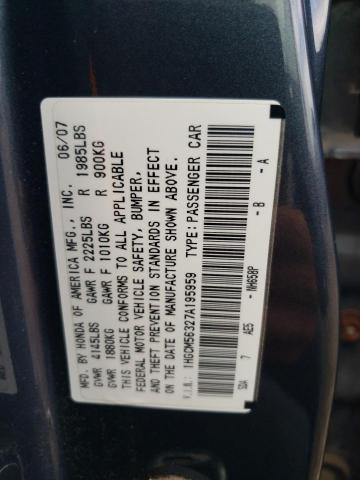 MFD. BY HONDA OF AMERICA MFG., INC. 06/07
GVWR 4145LBS GAWR F 2225LBS R 1985LBS
GVWR 1880KG GAWR F 1010KG R 900KG
THIS VEHICLE CONFORMS TO ALL APPLICABLE
FEDERAL MOTOR VEHICLE SAFETY, BUMPER,
AND THEFT PREVENTION STANDARDS IN EFFECT
ON THE DATE OF MANUFACTURE SHOWN ABOVE.
V.I.N.: 1HGCM56327A195959 TYPE: PASSENGER CAR
SDA 7 AES NH658P - B - A